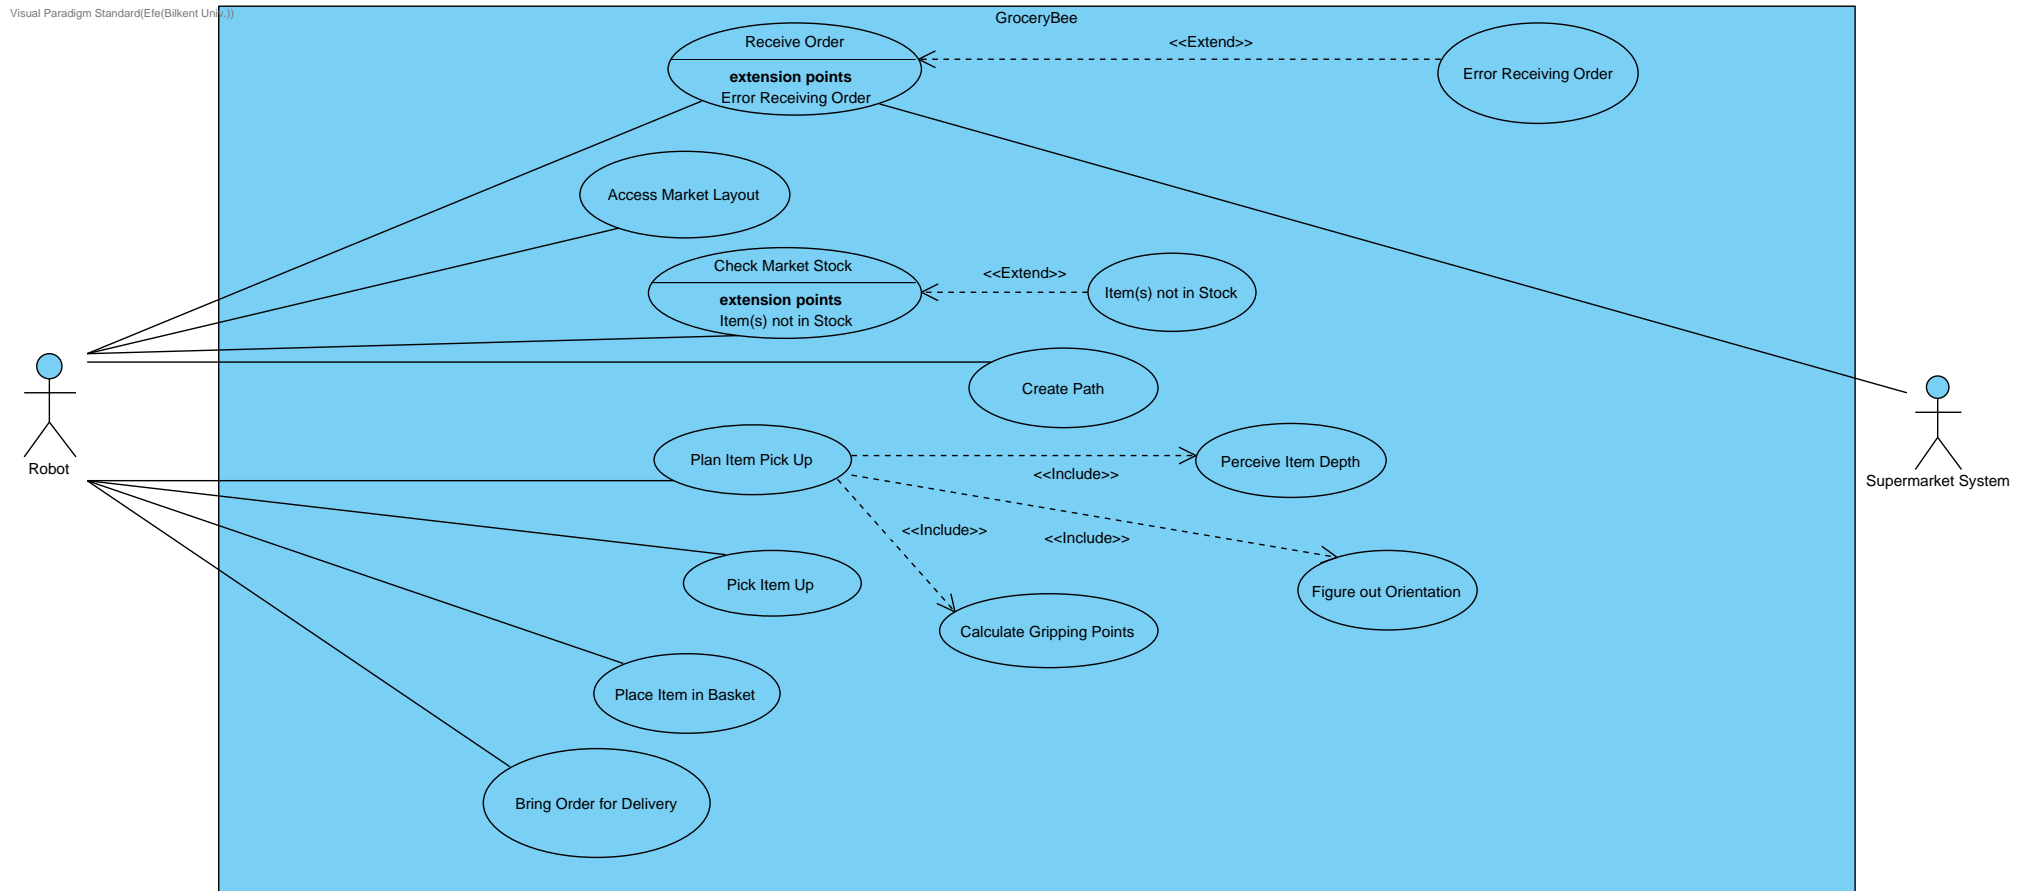 Visual Paradigm Standard(Efe(Bilkent Univ.))
GroceryBee
Receive Order
extension points
Error Receiving Order
<<Extend>>
Error Receiving Order
Access Market Layout
Check Market Stock
extension points
Item(s) not in Stock
<<Extend>>
Item(s) not in Stock
Create Path
Robot
Supermarket System
Plan Item Pick Up
<<Include>>
Perceive Item Depth
<<Include>>
<<Include>>
Figure out Orientation
Pick Item Up
Calculate Gripping Points
Place Item in Basket
Bring Order for Delivery